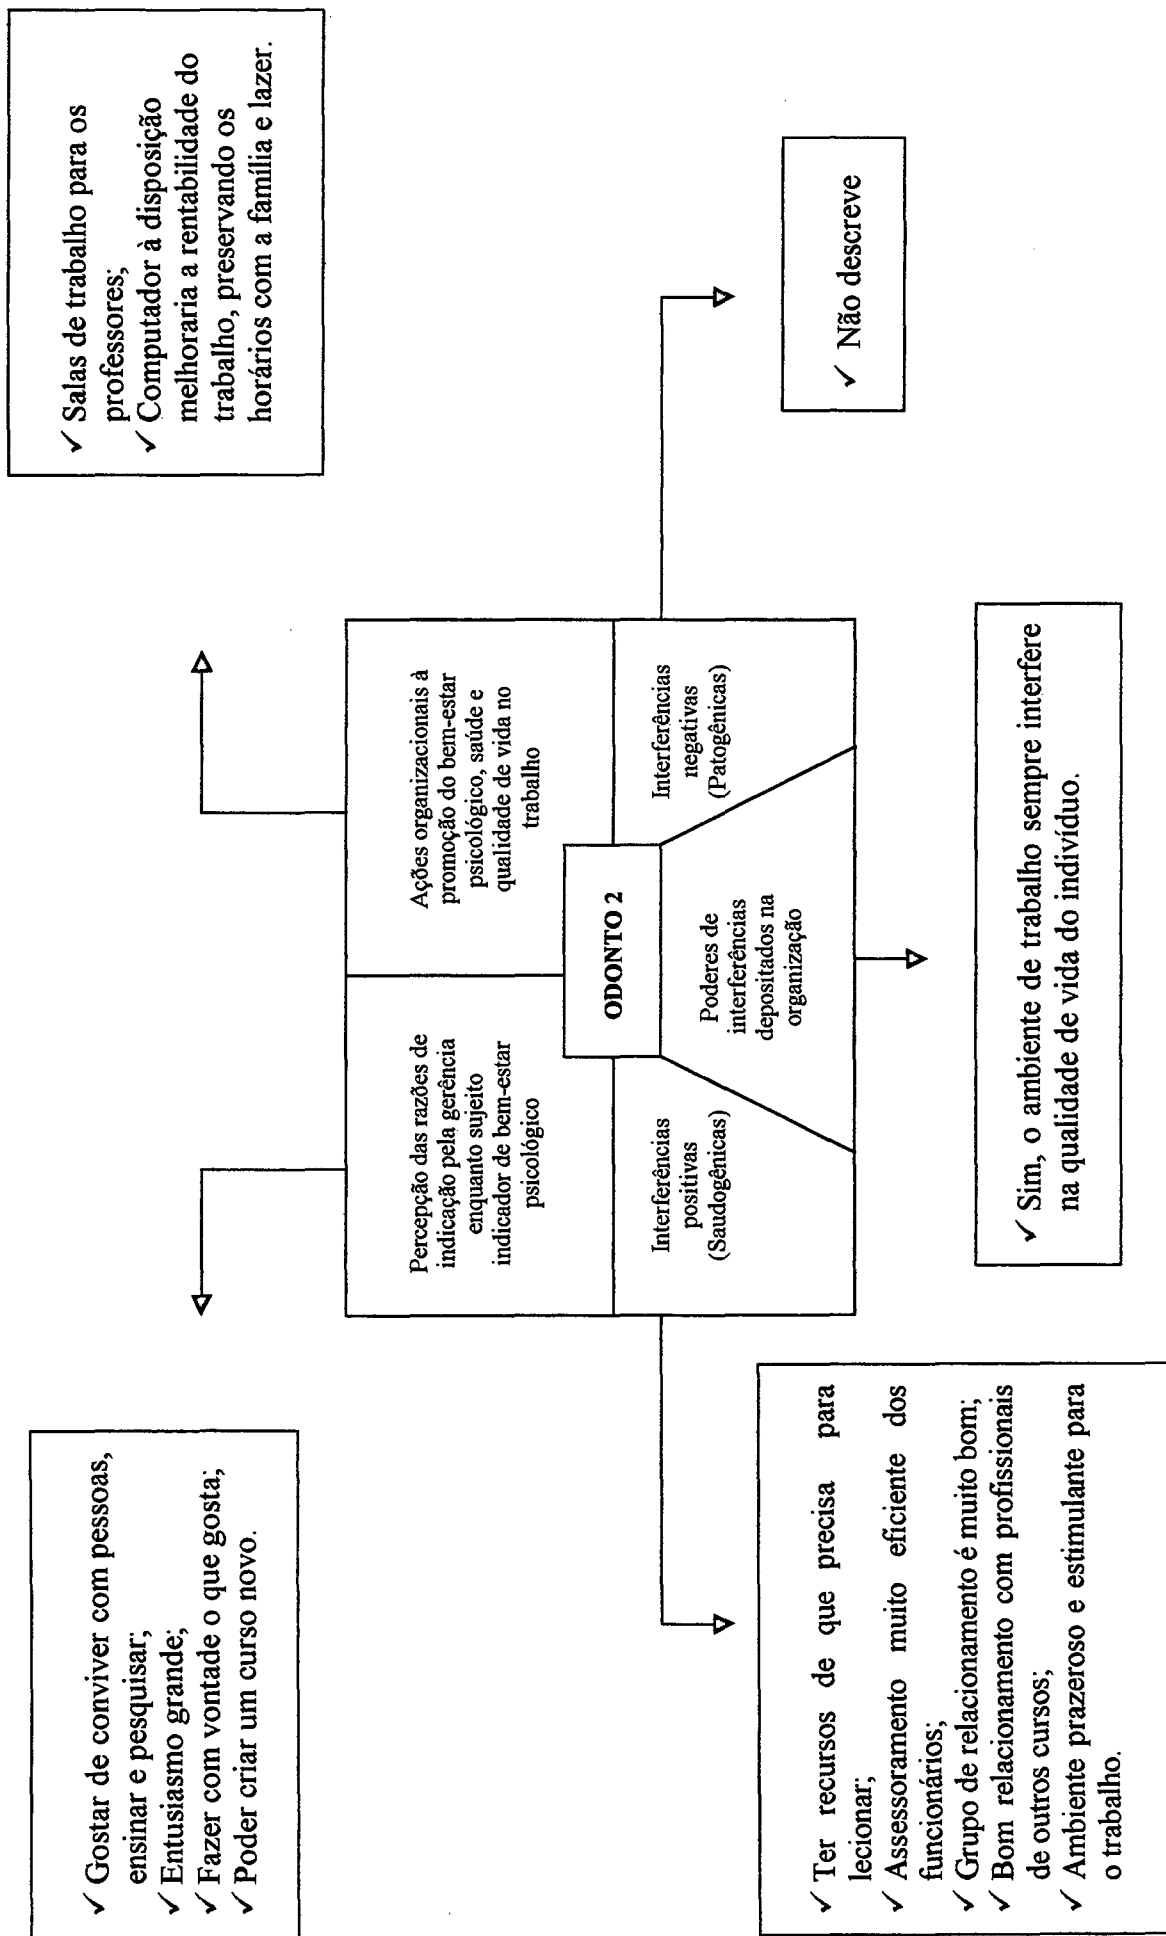 ✓ Gostar de conviver com pessoas,
ensinar e pesquisar;
✓ Entusiasmo grande;
✓ Fazer com vontade o que gosta;
✓ Poder criar um curso novo.
✓ Salas de trabalho para os
professores;
✓ Computador à disposição
melhoraria a rentabilidade do
trabalho, preservando os
horários com a família e lazer.
Percepção das razões de
indicação pela gerência
enquanto sujeito
indicador de bem-estar
psicológico
Ações organizacionais à
promoção do bem-estar
psicológico, saúde e
qualidade de vida no
trabalho
ODONTO 2
Interferências
positivas
(Saudogênicas)
Poderes de
interferências
depositados na
organização
Interferências
negativas
(Patogênicas)
✓ Ter recursos de que precisa para
lecionar;
✓ Assessoramento muito eficiente dos
funcionários;
✓ Grupo de relacionamento é muito bom;
✓ Bom relacionamento com profissionais
de outros cursos;
✓ Ambiente prazeroso e estimulante para
o trabalho.
✓ Sim, o ambiente de trabalho sempre interfere
na qualidade de vida do indivíduo.
✓ Não descreve